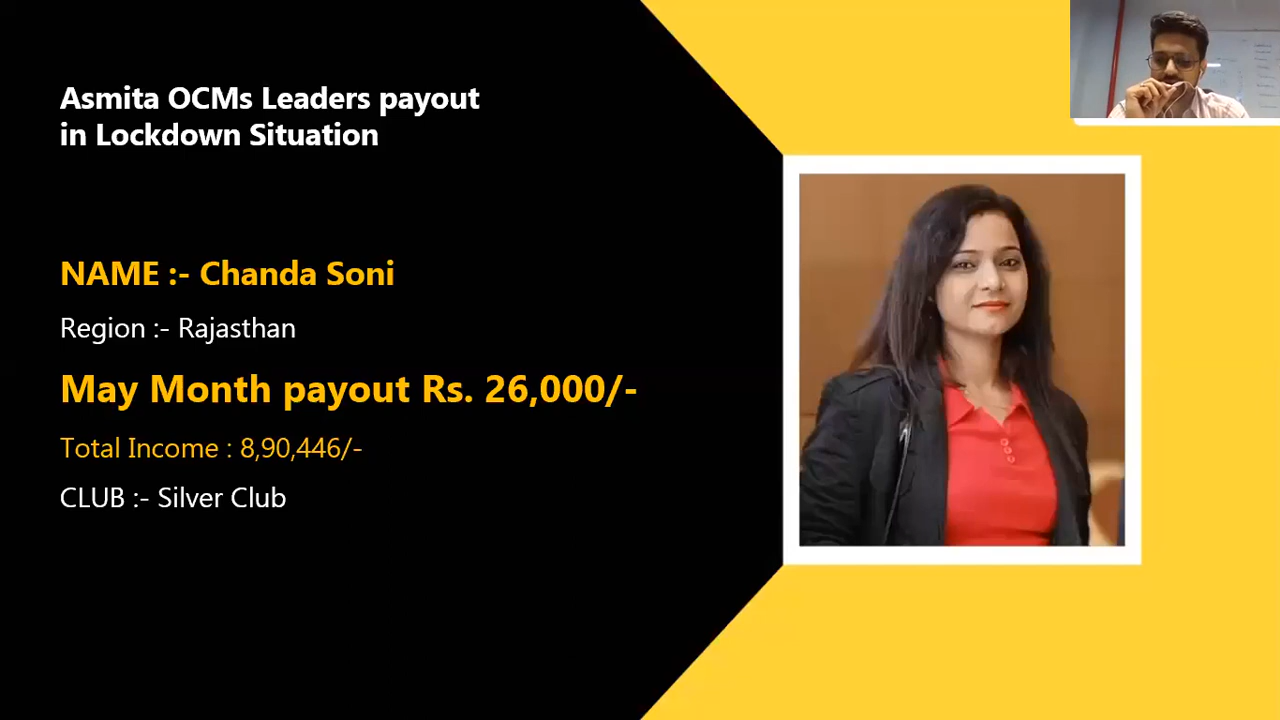 Asmita OCMs Leaders payout
in Lockdown Situation
NAME :- Chanda Soni
Region :- Rajasthan
May Month payout Rs. 26,000/-
Total Income : 8,90,446/-
CLUB :- Silver Club